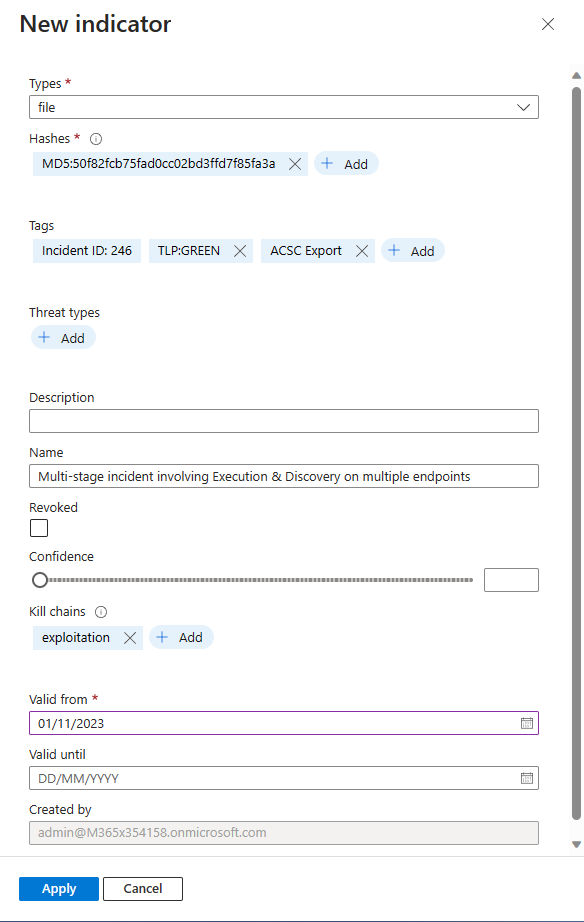 New indicator
Types *
file
Hashes *
MD5:50f82fcb75fad0cc02bd3ffd7f85fa3a
Add
Tags
Incident ID: 246
TLP:GREEN
ACSC Export
Add
Threat types
Add
Description
Name
Multi-stage incident involving Execution & Discovery on multiple endpoints
Revoked
Confidence
Kill chains
exploitation
Add
Valid from *
01/11/2023
Valid until
DD/MM/YYYY
Created by
admin@M365x354158.onmicrosoft.com
Apply
Cancel